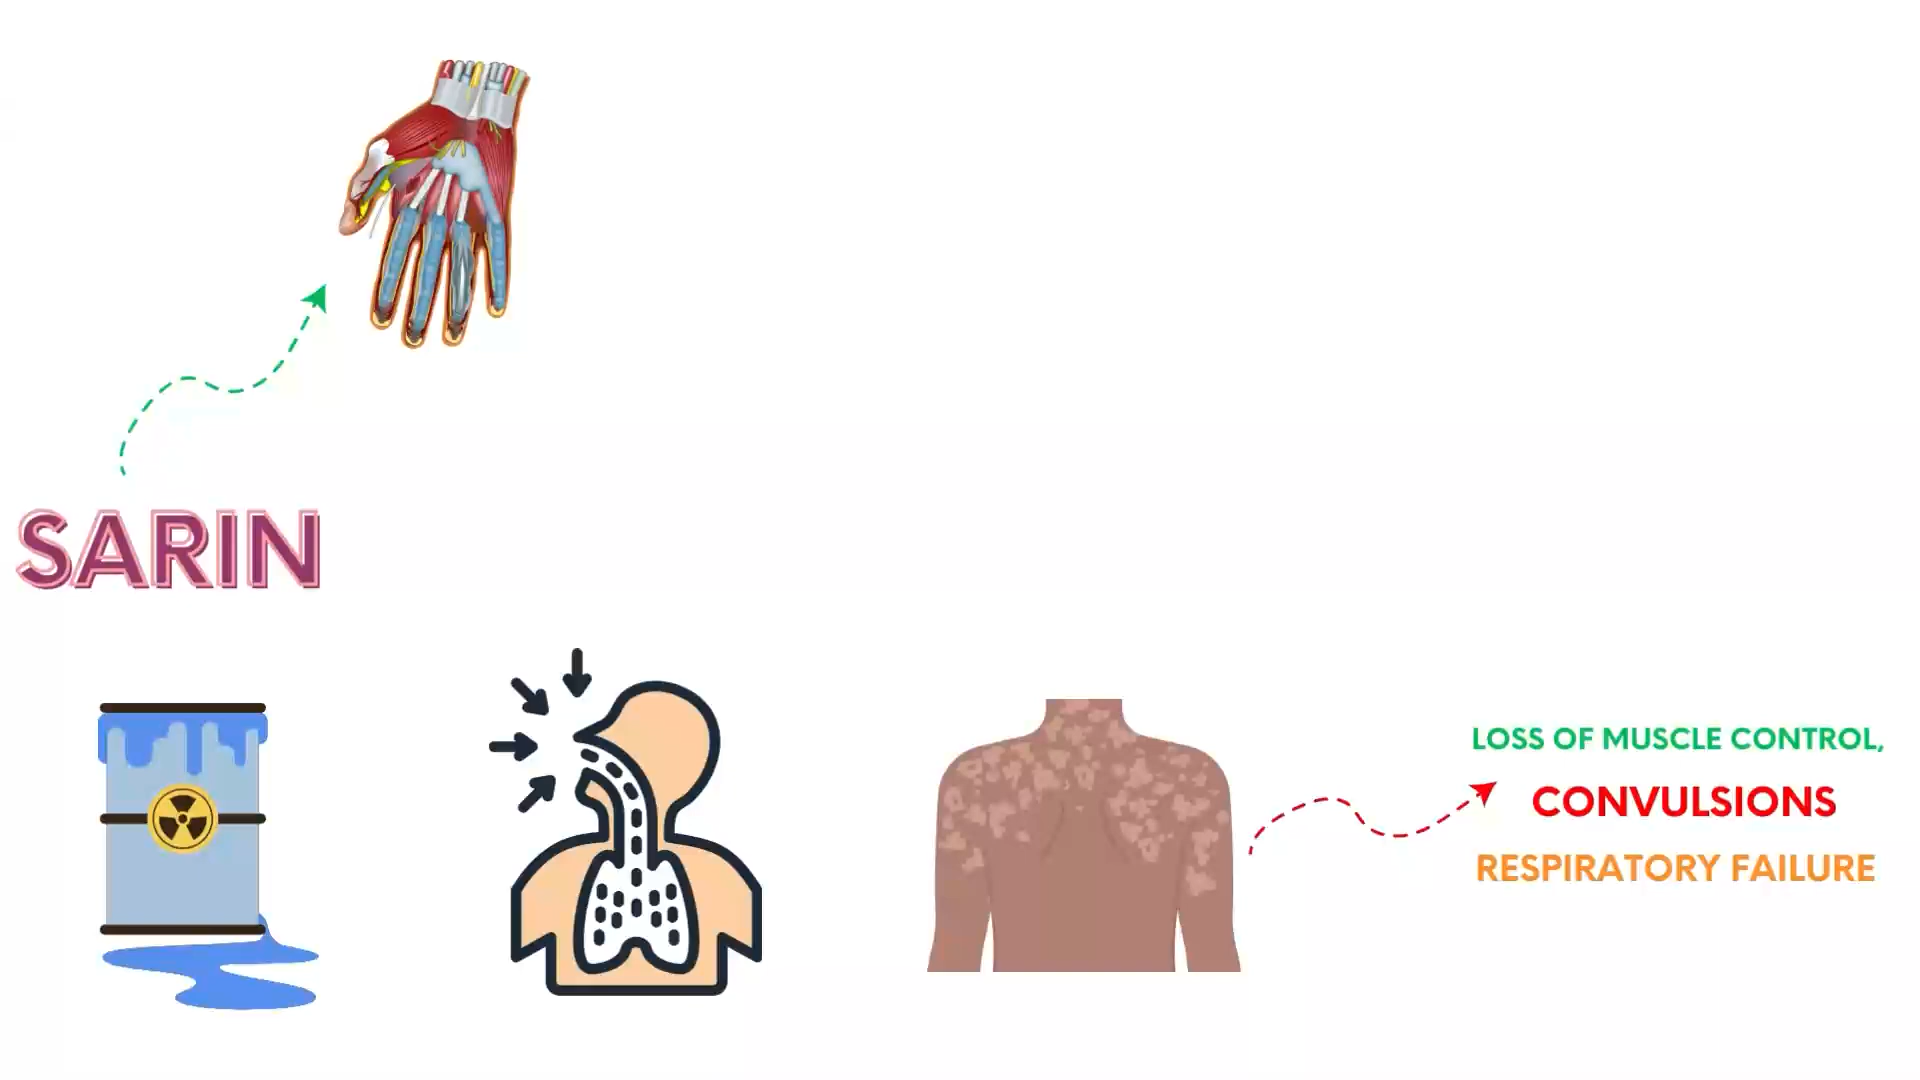 SARIN
LOSS OF MUSCLE CONTROL,
CONVULSIONS
RESPIRATORY FAILURE